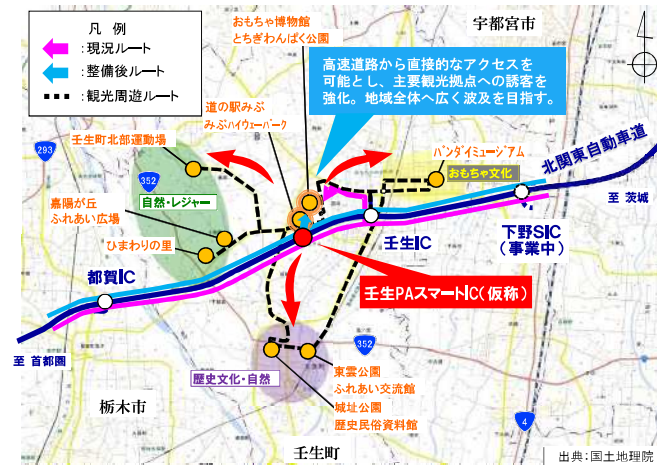 凡 例
:現況ルート
:整備後ルート
:観光周遊ルート
おもちゃ博物館
とちぎわんぱく公園
宇都宮市
高速道路から直接的なアクセスを
可能とし、主要観光拠点への誘客を
強化。地域全体へ広く波及を目指す。
道の駅みぶ
みぶハイウェーパーク
壬生町北部運動場
293
352
バンダイミュージアム
おもちゃ文化
北関東自動車道
至 茨城
嘉陽が丘
ふれあい広場
自然・レジャー
ひまわりの里
壬生IC
下野SIC
(事業中)
都賀IC
壬生PAスマートIC(仮称)
至 首都圏
352
歴史文化・自然
東雲公園
ふれあい交流館
城址公園
歴史民俗資料館
栃木市
壬生町
4
出典:国土地理院